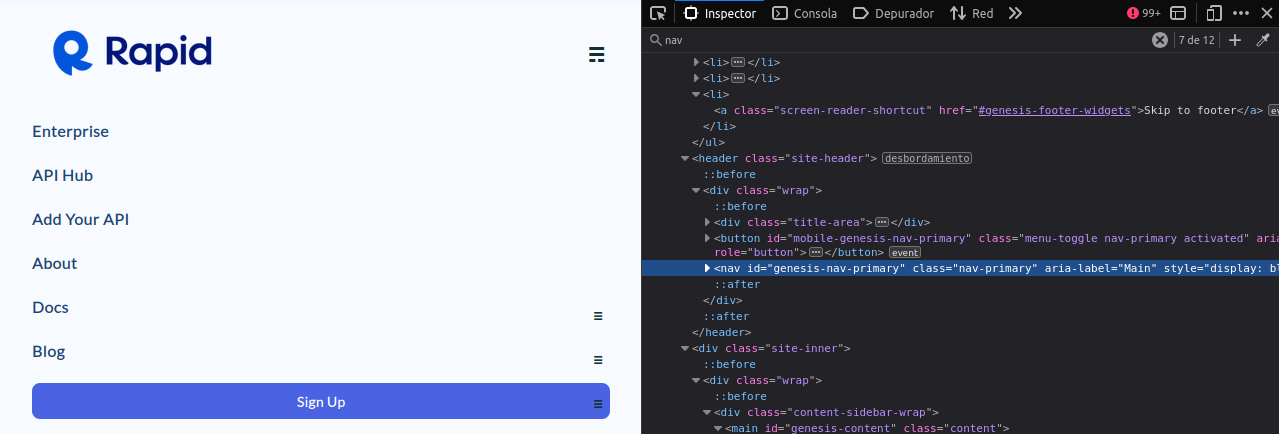 Rapid
Enterprise
API Hub
Add Your API
About
Docs
Blog
Sign Up
Inspector Consola Depurador Red 99+
nav 7 de 12
<li> </li>
<li> </li>
<li>
<a class="screen-reader-shortcut" href="#genesis-footer-widgets">Skip to footer</a> ev
</li>
</ul>
<header class="site-header"> desbordamiento
::before
<div class="wrap">
::before
<div class="title-area"> </div>
<button id="mobile-genesis-nav-primary" class="menu-toggle nav-primary activated" aria
role="button"> </button> event
<nav id="genesis-nav-primary" class="nav-primary" aria-label="Main" style="display: bl
::after
</div>
::after
</header>
<div class="site-inner">
::before
<div class="wrap">
::before
<div class="content-sidebar-wrap">
<main id="genesis-content" class="content">